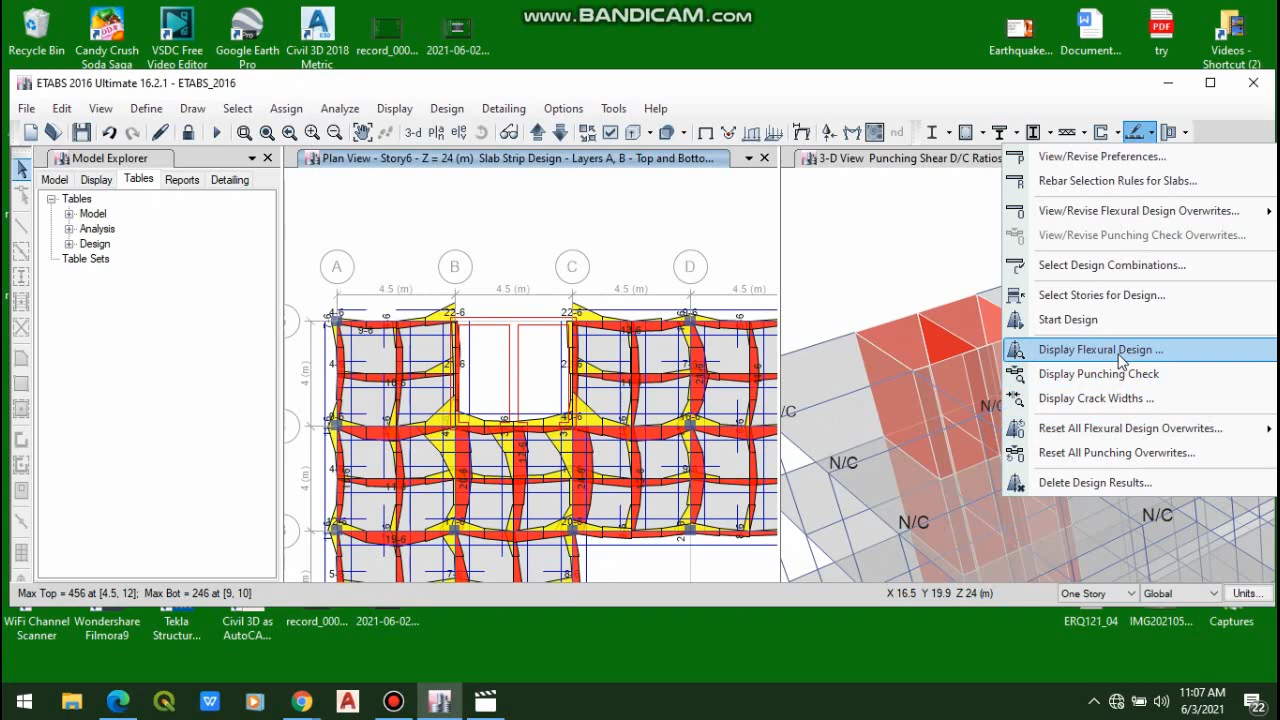 www.BANDICAM.com
Recycle Bin
Candy Crush Soda Saga
VSDC Free Video Editor
Google Earth Pro
Civil 3D 2018 Metric
record_000...
2021-06-02...
Earthquake...
Document...
try
Videos - Shortcut (2)
ETABS 2016 Ultimate 16.2.1 - ETABS_2016
File Edit View Define Draw Select Assign Analyze Display Design Detailing Options Tools Help
3-d
nd
Model Explorer
Plan View - Story6 - Z = 24 (m) Slab Strip Design - Layers A, B - Top and Botto...
3-D View Punching Shear D/C Ratios
Model Display Tables Reports Detailing
Tables
Model
Analysis
Design
Table Sets
A B C D
4.5 (m) 4.5 (m) 4.5 (m) 4.5 (m)
22-6 22-6
4 (m)
4 (m)
View/Revise Preferences...
Rebar Selection Rules for Slabs...
View/Revise Flexural Design Overwrites...
View/Revise Punching Check Overwrites...
Select Design Combinations...
Select Stories for Design...
Start Design
Display Flexural Design ...
Display Punching Check
Display Crack Widths ...
Reset All Flexural Design Overwrites...
Reset All Punching Overwrites...
Delete Design Results...
N/C
N/C
N/C
Max Top = 456 at [4.5, 12]; Max Bot = 246 at [9, 10]
X 16.5 Y 19.9 Z 24 (m)
One Story
Global
Units...
WiFi Channel Scanner
Wondershare Filmora9
Tekla Structur...
Civil 3D as AutoCA...
record_000...
2021-06-02...
ERQ121_04
IMG202105...
Captures
11:07 AM
6/3/2021
22